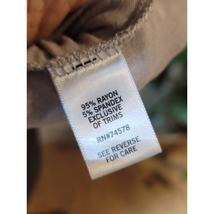 95% RAYON
5% SPANDEX
EXCLUSIVE
OF TRIMS
RN#74578
SEE REVERSE
FOR CARE